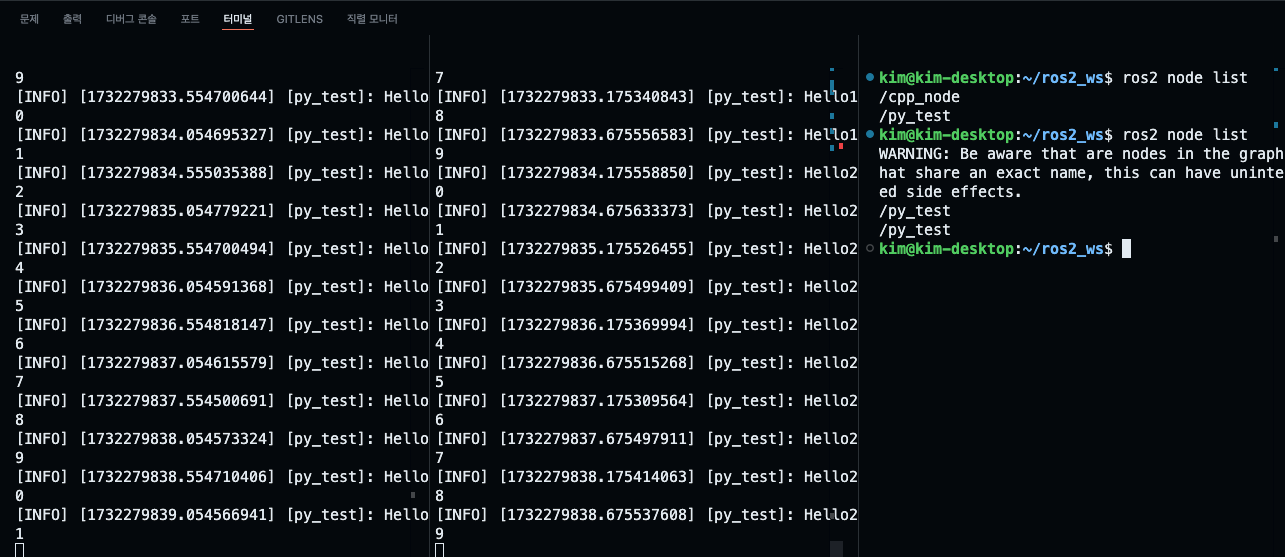 문제 출력 디버그 콘솔 포트 터미널 GITLENS 직렬 모니터
9
[INFO] [1732279833.554700644] [py_test]: Hello
0
[INFO] [1732279834.054695327] [py_test]: Hello
1
[INFO] [1732279834.555035388] [py_test]: Hello
2
[INFO] [1732279835.054779221] [py_test]: Hello
3
[INFO] [1732279835.554700494] [py_test]: Hello
4
[INFO] [1732279836.054591368] [py_test]: Hello
5
[INFO] [1732279836.554818147] [py_test]: Hello
6
[INFO] [1732279837.054615579] [py_test]: Hello
7
[INFO] [1732279837.554500691] [py_test]: Hello
8
[INFO] [1732279838.054573324] [py_test]: Hello
9
[INFO] [1732279838.554710406] [py_test]: Hello
0
[INFO] [1732279839.054566941] [py_test]: Hello
1
7
[INFO] [1732279833.175340843] [py_test]: Hello1
8
[INFO] [1732279833.675556583] [py_test]: Hello1
9
[INFO] [1732279834.175558850] [py_test]: Hello2
0
[INFO] [1732279834.675633373] [py_test]: Hello2
1
[INFO] [1732279835.175526455] [py_test]: Hello2
2
[INFO] [1732279835.675499409] [py_test]: Hello2
3
[INFO] [1732279836.175369994] [py_test]: Hello2
4
[INFO] [1732279836.675515268] [py_test]: Hello2
5
[INFO] [1732279837.175309564] [py_test]: Hello2
6
[INFO] [1732279837.675497911] [py_test]: Hello2
7
[INFO] [1732279838.175414063] [py_test]: Hello2
8
[INFO] [1732279838.675537608] [py_test]: Hello2
9
kim@kim-desktop:~/ros2_ws$ ros2 node list
/cpp_node
/py_test
kim@kim-desktop:~/ros2_ws$ ros2 node list
WARNING: Be aware that are nodes in the graph
hat share an exact name, this can have uninte
ed side effects.
/py_test
/py_test
kim@kim-desktop:~/ros2_ws$